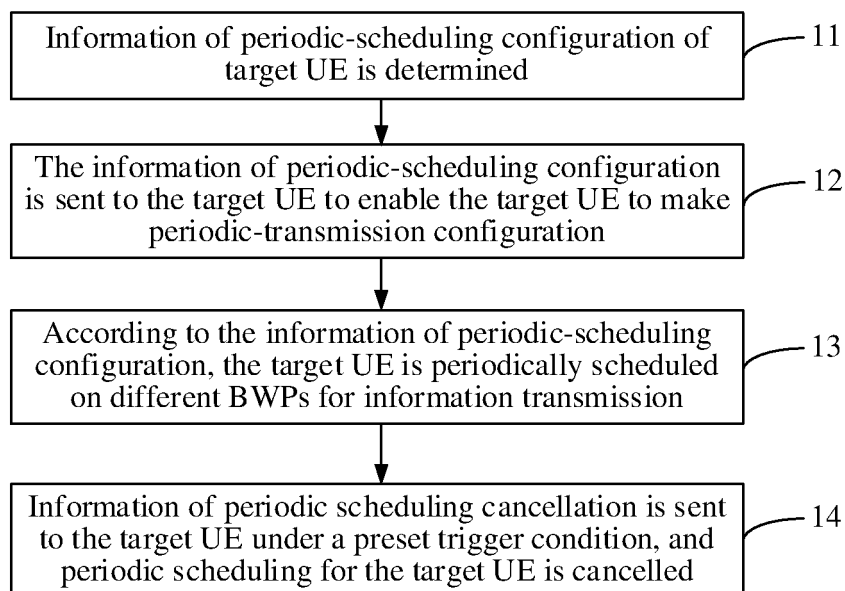 Information of periodic-scheduling configuration of
target UE is determined
11
The information of periodic-scheduling configuration
is sent to the target UE to enable the target UE to make
periodic-transmission configuration
12
According to the information of periodic-scheduling
configuration, the target UE is periodically scheduled
on different BWPs for information transmission
13
Information of periodic scheduling cancellation is sent
to the target UE under a preset trigger condition, and
periodic scheduling for the target UE is cancelled
14